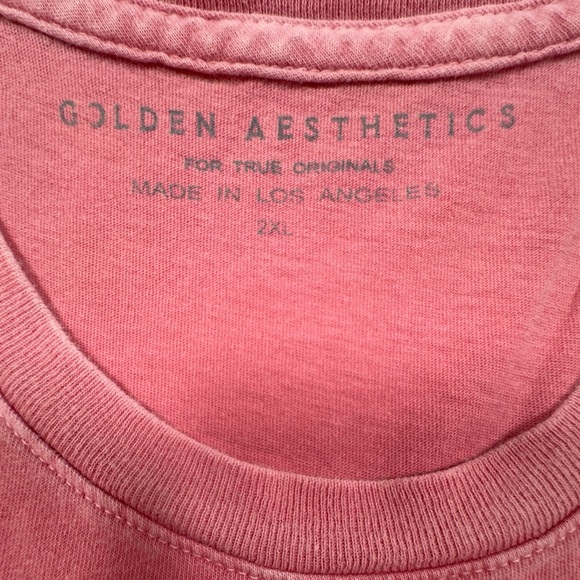 GOLDEN AESTHETICS
FOR TRUE ORIGINALS
MADE IN LOS ANGELES
2XL